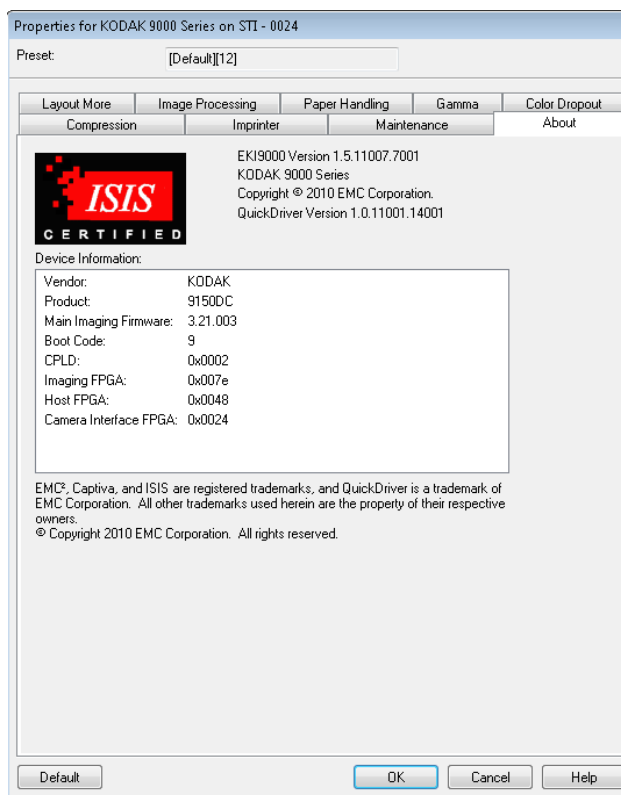 Properties for KODAK 9000 Series on STI - 0024
Preset: [Default][12]
Layout More Image Processing Paper Handling Gamma Color Dropout
Compression Imprinter Maintenance About
ISIS
CERTIFIED
EKI9000 Version 1.5.11007.7001
KODAK 9000 Series
Copyright © 2010 EMC Corporation.
QuickDriver Version 1.0.11001.14001
Device Information:
Vendor: KODAK
Product: 9150DC
Main Imaging Firmware: 3.21.003
Boot Code: 9
CPLD: 0x0002
Imaging FPGA: 0x007e
Host FPGA: 0x0048
Camera Interface FPGA: 0x0024
EMC², Captiva, and ISIS are registered trademarks, and QuickDriver is a trademark of
EMC Corporation. All other trademarks used herein are the property of their respective
owners.
© Copyright 2010 EMC Corporation. All rights reserved.
Default OK Cancel Help